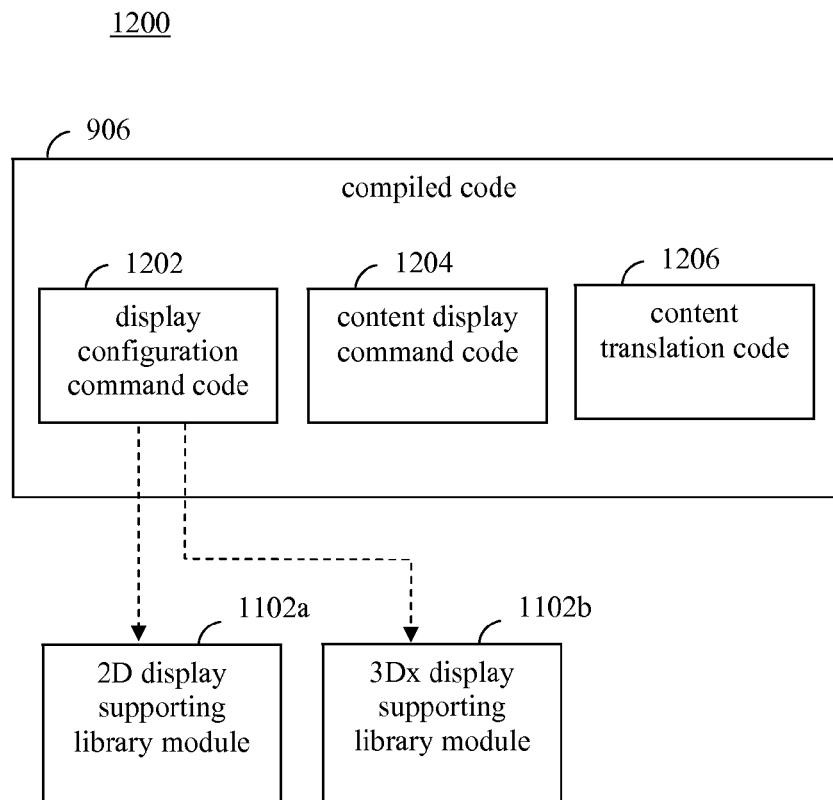 1200
906
compiled code
1202
1204
1206
display
configuration
command code
content display
command code
content
translation code
1102a
1102b
2D display
supporting
library module
3Dx display
supporting
library module